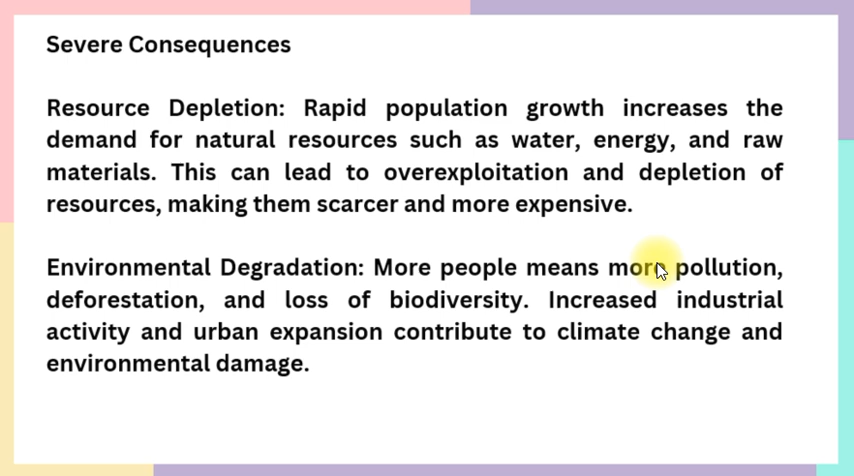 Severe Consequences
Resource Depletion: Rapid population growth increases the
demand for natural resources such as water, energy, and raw
materials. This can lead to overexploitation and depletion of
resources, making them scarcer and more expensive.
Environmental Degradation: More people means more pollution,
deforestation, and loss of biodiversity. Increased industrial
activity and urban expansion contribute to climate change and
environmental damage.